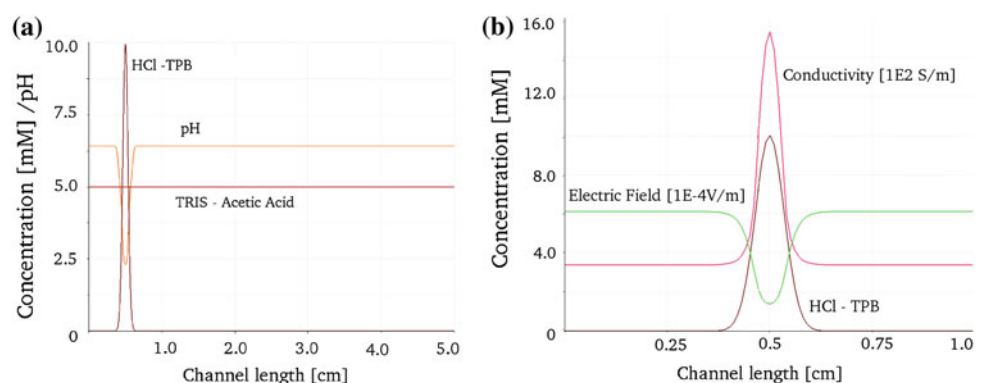 (a)
10.0
7.5
5.0
2.5
0
Concentration [mM] /pH
HCl -TPB
pH
TRIS - Acetic Acid
1.0
2.0
3.0
4.0
5.0
Channel length [cm]
(b)
16.0
12.0
8.0
4.0
0
Concentration [mM]
Conductivity [1E2 S/m]
Electric Field [1E-4V/m]
HCl - TPB
0.25
0.5
0.75
1.0
Channel length [cm]